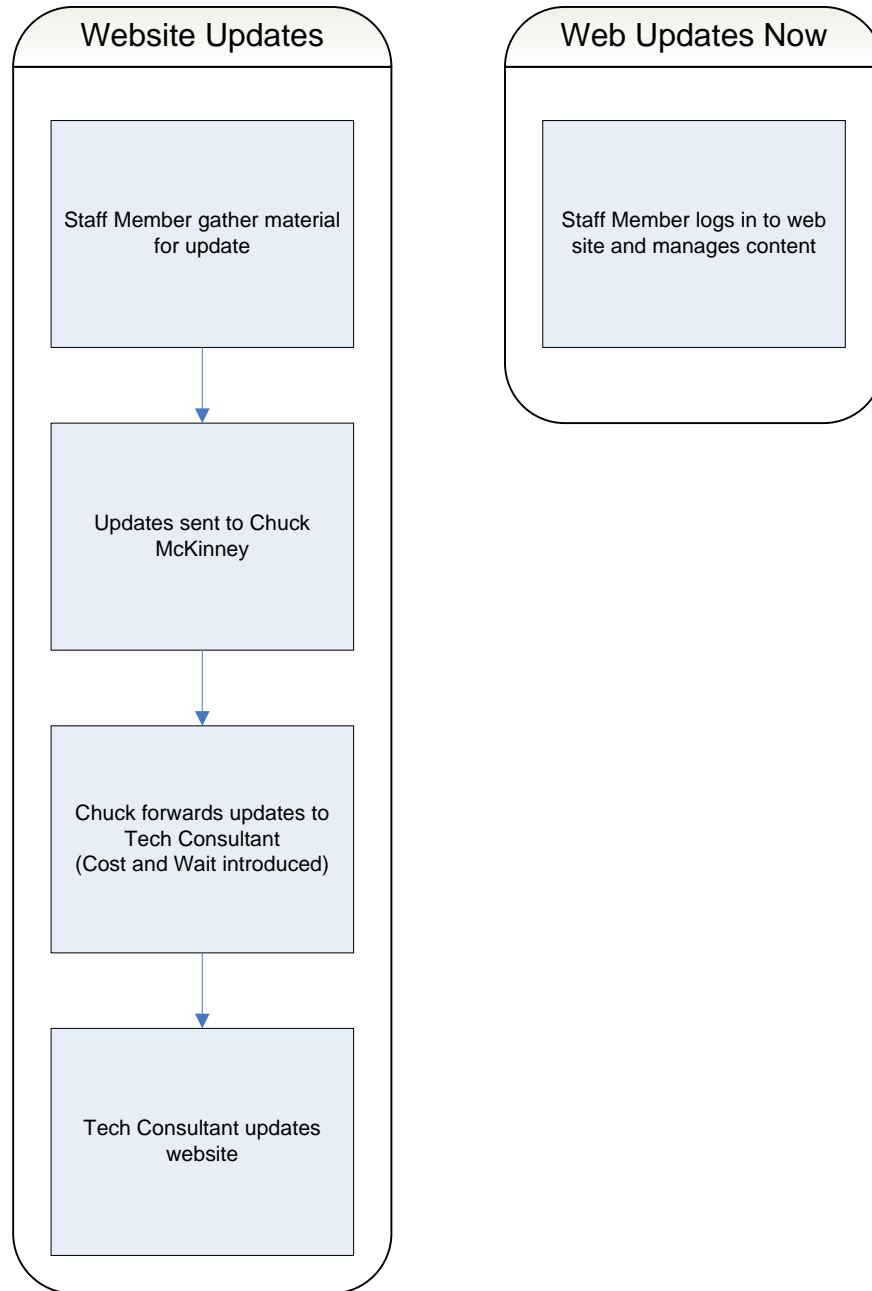 Website Updates
Staff Member gather material
for update
Updates sent to Chuck
McKinney
Chuck forwards updates to
Tech Consultant
(Cost and Wait introduced)
Tech Consultant updates
website
Web Updates Now
Staff Member logs in to web
site and manages content